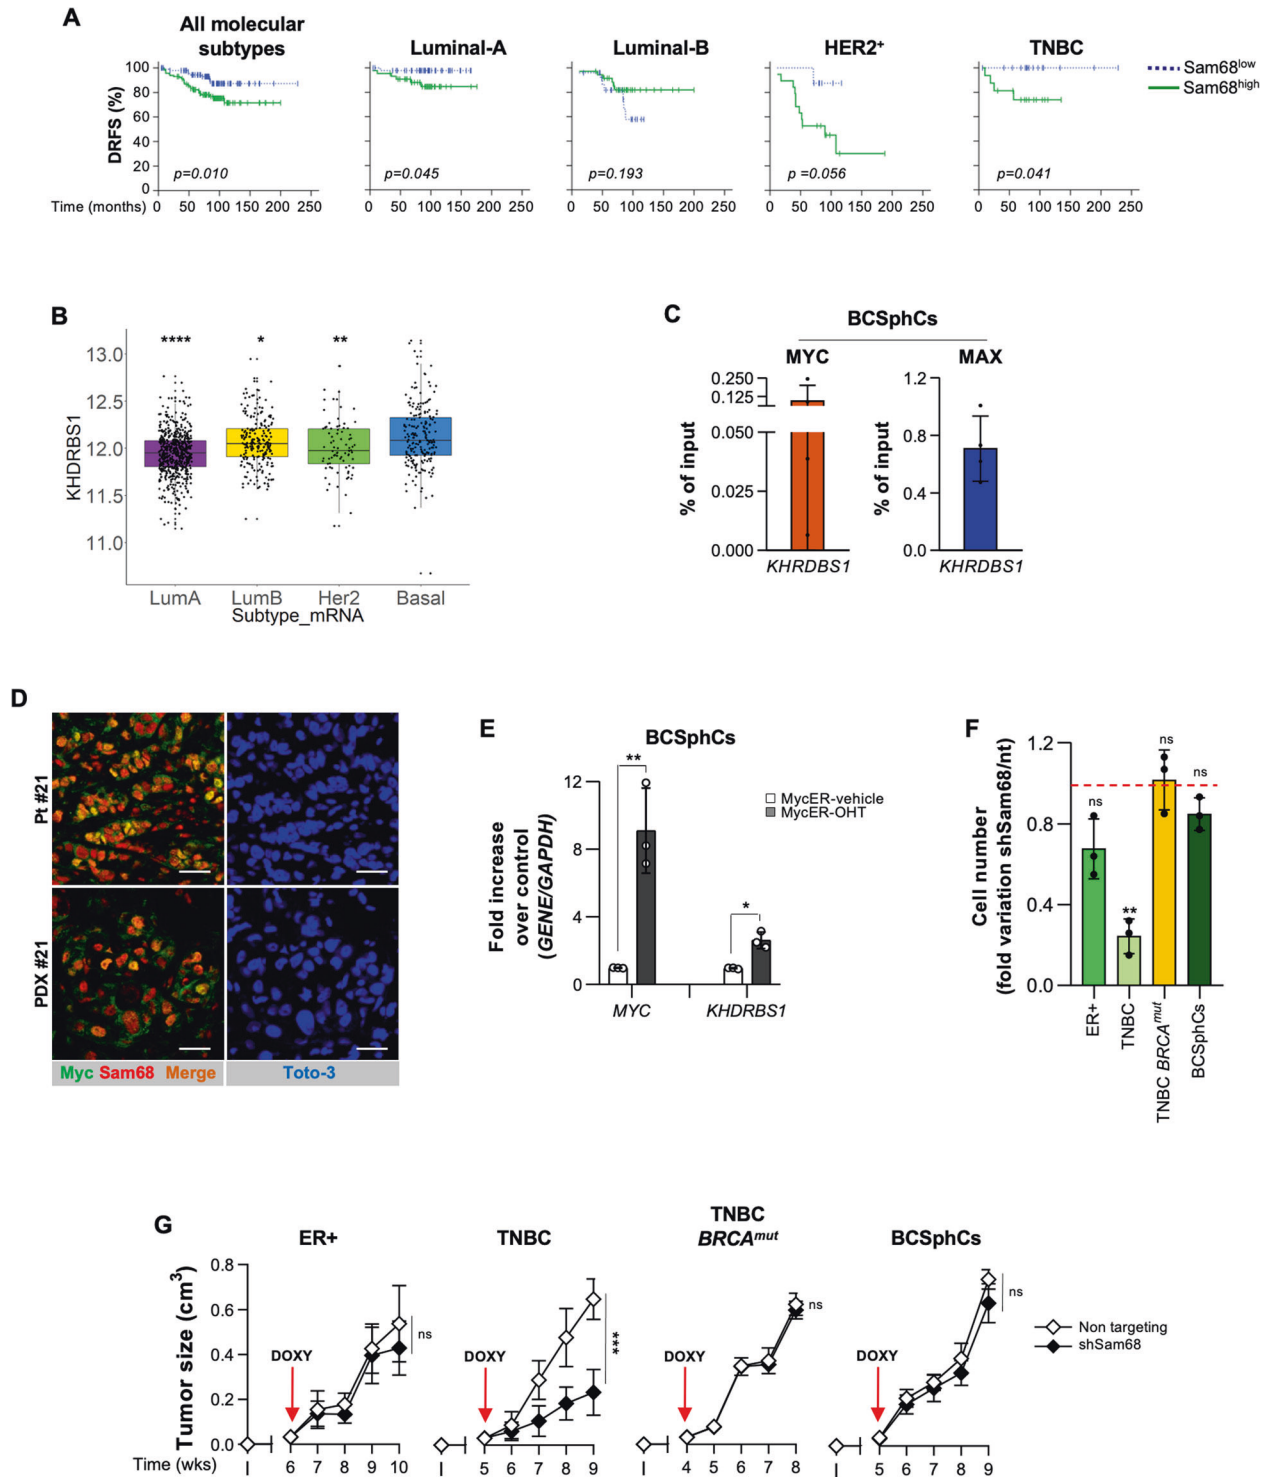 A
All molecular
subtypes
Luminal-A
Luminal-B
HER2+
TNBC
Sam68low
Sam68high
DRFS (%)
100
80
60
40
20
0
p=0.010
p=0.045
p=0.193
p =0.056
p=0.041
Time (months)
0 50 100 150 200 250
0 50 100 150 200 250
0 50 100 150 200 250
0 50 100 150 200 250
0 50 100 150 200 250
B
KHDRBS1
13.0
12.5
12.0
11.5
11.0
**** * **
LumA LumB Her2 Basal
Subtype_mRNA
C
BCSphCs
MYC
MAX
% of input
0.250
0.125
0.050
0.025
0.000
KHRDBS1
% of input
1.2
0.8
0.4
0.0
KHRDBS1
D
Pt #21
PDX #21
Myc Sam68 Merge
Toto-3
E
BCSphCs
Fold increase
over control
(GENE/GAPDH)
12
8
4
0
**
*
MycER-vehicle
MycER-OHT
MYC
KHDRBS1
F
Cell number
(fold variation shSam68/nt)
1.2
0.8
0.4
0.0
ns
**
ns
ns
ER+
TNBC
TNBC BRCAmut
BCSphCs
G
ER+
TNBC
TNBC
BRCAmut
BCSphCs
Tumor size (cm3)
0.8
0.6
0.4
0.2
0.0
DOXY
DOXY
DOXY
DOXY
ns
***
ns
ns
Non targeting
shSam68
Time (wks)
I 6 7 8 9 10
I 5 6 7 8 9
I 4 5 6 7 8
I 5 6 7 8 9